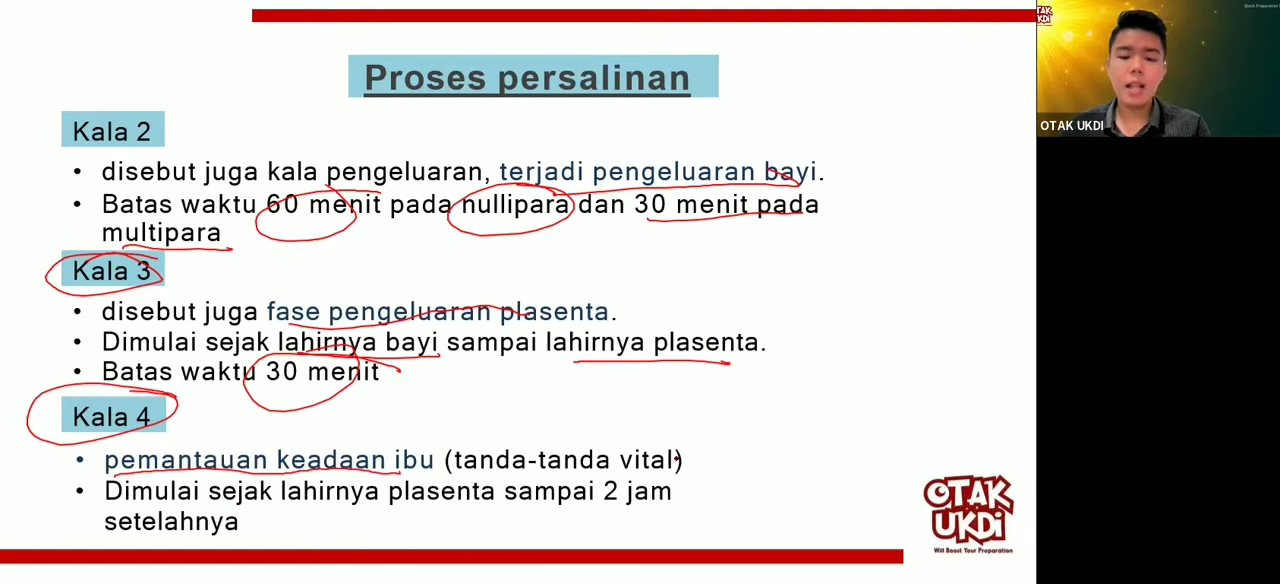 Proses persalinan
Kala 2
• disebut juga kala pengeluaran, terjadi pengeluaran bayi.
• Batas waktu 60 menit pada nullipara dan 30 menit pada
multipara
Kala 3
• disebut juga fase pengeluaran plasenta.
• Dimulai sejak lahirnya bayi sampai lahirnya plasenta.
• Batas waktu 30 menit
Kala 4
• pemantauan keadaan ibu (tanda-tanda vital)
• Dimulai sejak lahirnya plasenta sampai 2 jam
setelahnya
OTAK
UKDI
Will Boost Your Preparation
OTAK UKDI